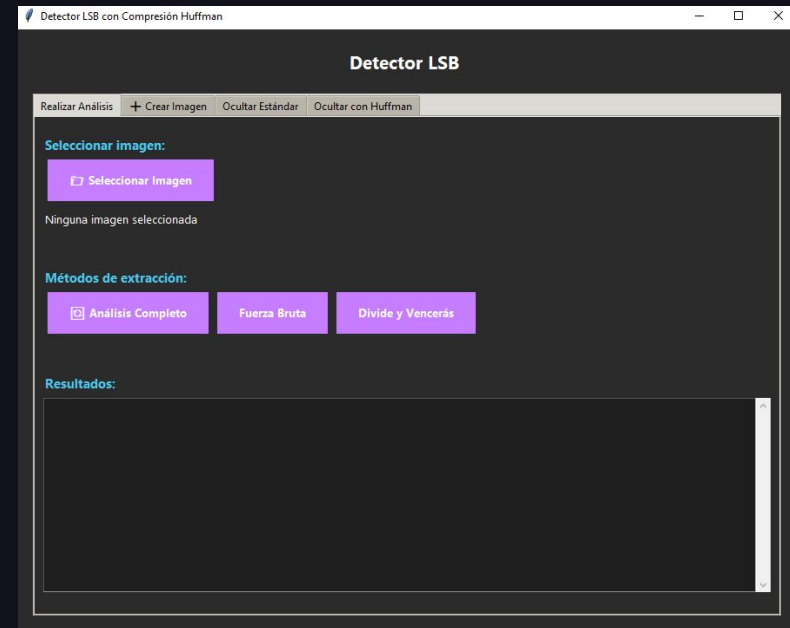 Detector LSB con Compresión Huffman
Detector LSB
Realizar Análisis + Crear Imagen Ocultar Estándar Ocultar con Huffman
Seleccionar imagen:
Seleccionar Imagen
Ninguna imagen seleccionada
Métodos de extracción:
Análisis Completo Fuerza Bruta Divide y Vencerás
Resultados: